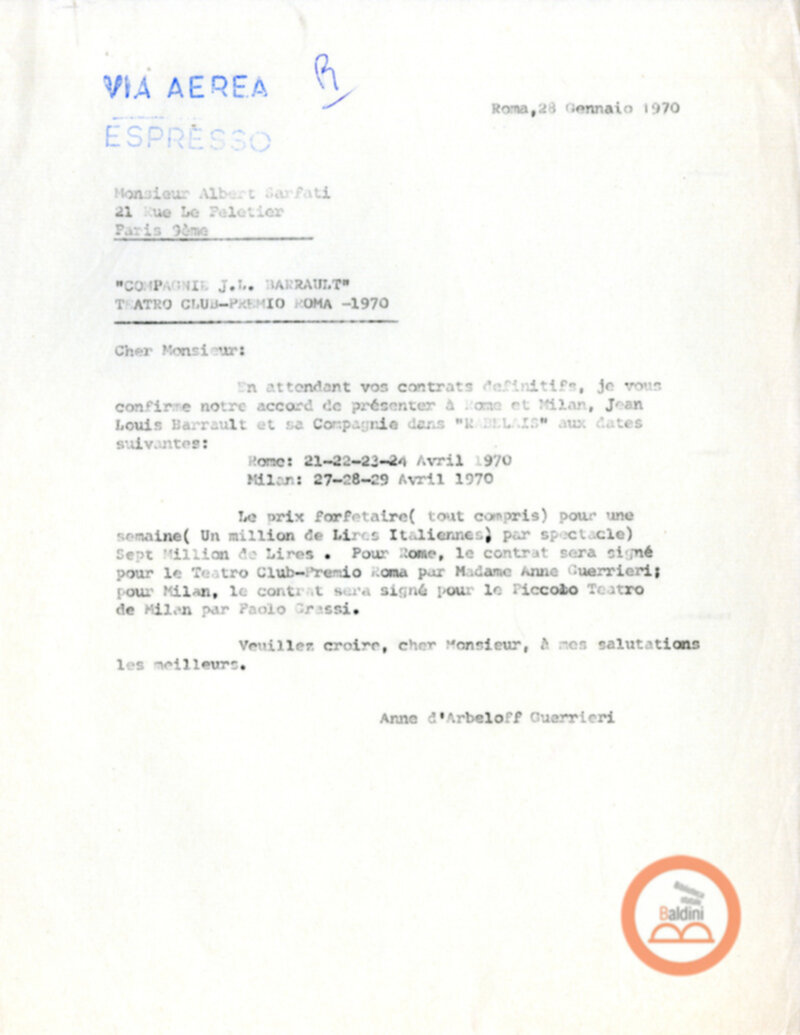 VIA AEREA R
ESPRESSO
Roma,28 Gennaio 1970
Monsieur Albert Sarfati
21 Rue Le Peletier
Paris 9ème
"COMPAGNIE J.L. BARRAULT"
TEATRO CLUB-PREMIO ROMA -1970
Cher Monsieur:
En attendant vos contrats definitifs, je vous
confirme notre accord de présenter à Rome et Milan, Jean
Louis Barrault et sa Compagnie dans "RABELAIS" aux dates
suivantes:
Rome: 21-22-23-24 Avril 1970
Milan: 27-28-29 Avril 1970
Le prix forfetaire( tout compris) pour une
semaine( Un million de Lires Italiennes) par spectacle)
Sept Million de Lires . Pour Rome, le contrat sera signé
pour le Teatro Club-Premio Roma par Madame Anne Guerrieri;
pour Milan, le contrat sera signé pour le Piccolo Teatro
de Milan par Paolo Grassi.
Veuillez croire, cher Monsieur, à mes salutations
les meilleurs.
Anne d'Arbeloff Guerrieri
Biblioteca
statale
Baldini